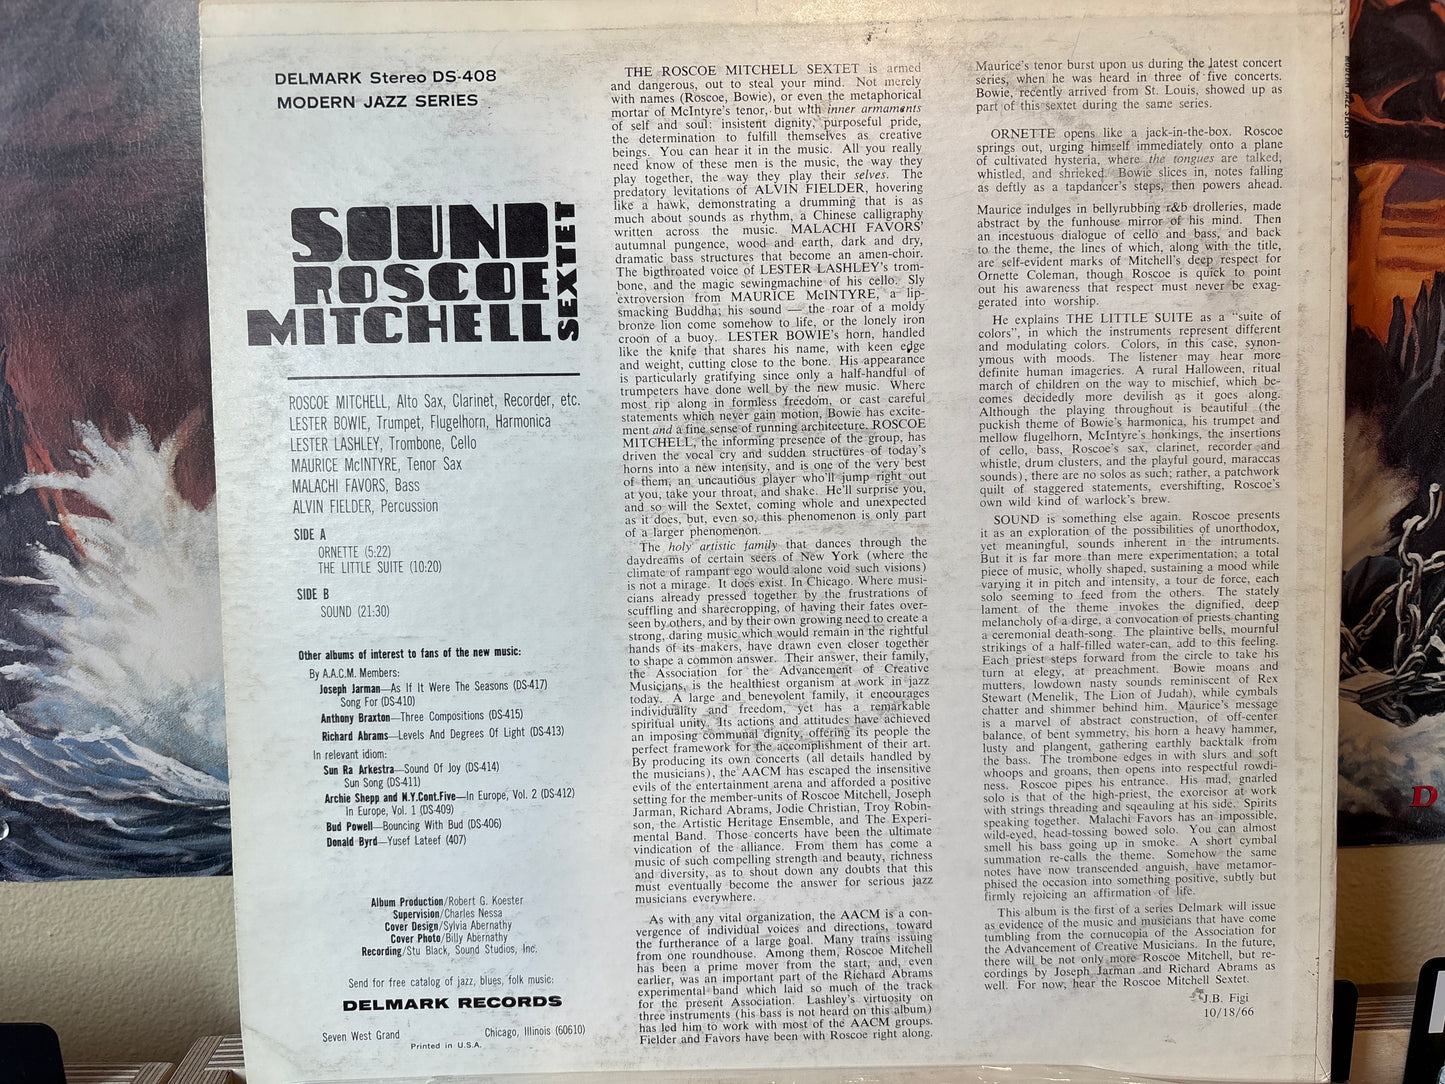 DELMARK Stereo DS-408
MODERN JAZZ SERIES
SOUND
ROSCOE
MITCHELL
SEXTET
ROSCOE MITCHELL, Alto Sax, Clarinet, Recorder, etc.
LESTER BOWIE, Trumpet, Flugelhorn, Harmonica
LESTER LASHLEY, Trombone, Cello
MAURICE McINTYRE, Tenor Sax
MALACHI FAVORS, Bass
ALVIN FIELDER, Percussion
SIDE A
ORNETTE (5:22)
THE LITTLE SUITE (10:20)
SIDE B
SOUND (21:30)
Other albums of interest to fans of the new music:
By A.A.C.M. Members:
Joseph Jarman—As If It Were The Seasons (DS-417)
Song For (DS-410)
Anthony Braxton—Three Compositions (DS-415)
Richard Abrams—Levels And Degrees Of Light (DS-413)
In relevant idiom:
Sun Ra Arkestra—Sound Of Joy (DS-414)
Sun Song (DS-411)
Archie Shepp and N.Y.Cont.Five—In Europe, Vol. 2 (DS-412)
In Europe, Vol. 1 (DS-409)
Bud Powell—Bouncing With Bud (DS-406)
Donald Byrd—Yusef Lateef (407)
Album Production/Robert G. Koester
Supervision/Charles Nessa
Cover Design/Sylvia Abernathy
Cover Photo/Billy Abernathy
Recording/Stu Black, Sound Studios, Inc.
Send for free catalog of jazz, blues, folk music:
DELMARK RECORDS
Seven West Grand Chicago, Illinois (60610)
Printed in U.S.A.
THE ROSCOE MITCHELL SEXTET is armed
and dangerous, out to steal your mind. Not merely
with names (Roscoe, Bowie), or even the metaphorical
mortar of McIntyre's tenor, but with inner armaments
of self and soul: insistent dignity, purposeful pride,
the determination to fulfill themselves as creative
beings. You can hear it in the music. All you really
need know of these men is the music, the way they
play together, the way they play their selves. The
predatory levitations of ALVIN FIELDER, hovering
like a hawk, demonstrating a drumming that is as
much about sounds as rhythm, a Chinese calligraphy
written across the music. MALACHI FAVORS'
autumnal pungence, wood and earth, dark and dry,
dramatic bass structures that become an amen-choir.
The bigthroated voice of LESTER LASHLEY's trom-
bone, and the magic sewingmachine of his cello. Sly
extroversion from MAURICE McINTYRE, a lip-
smacking Buddha; his sound — the roar of a moldy
bronze lion come somehow to life, or the lonely iron
croon of a buoy. LESTER BOWIE's horn, handled
like the knife that shares his name, with keen edge
and weight, cutting close to the bone. His appearance
is particularly gratifying since only a half-handful of
trumpeters have done well by the new music. Where
most rip along in formless freedom, or cast careful
statements which never gain motion, Bowie has excite-
ment and a fine sense of running architecture. ROSCOE
MITCHELL, the informing presence of the group, has
driven the vocal cry and sudden structures of today's
horns into a new intensity, and is one of the very best
of them, an uncautious player who'll jump right out
at you, take your throat, and shake. He'll surprise you,
and so will the Sextet, coming whole and unexpected
as it does, but, even so, this phenomenon is only part
of a larger phenomenon.
The holy artistic family that dances through the
daydreams of certain seers of New York (where the
climate of rampant ego would alone void such visions)
is not a mirage. It does exist. In Chicago. Where musi-
cians already pressed together by the frustrations of
scuffling and sharecropping, of having their fates over-
seen by others, and by their own growing need to create a
strong, daring music which would remain in the rightful
hands of its makers, have drawn even closer together
to shape a common answer. Their answer, their family,
the Association for the Advancement of Creative
Musicians, is the healthiest organism at work in jazz
today. A large and benevolent family, it encourages
individuality and freedom, yet has a remarkable
spiritual unity. Its actions and attitudes have achieved
an imposing communal dignity, offering its people the
perfect framework for the accomplishment of their art.
By producing its own concerts (all details handled by
the musicians), the AACM has escaped the insensitive
evils of the entertainment arena and afforded a positive
setting for the member-units of Roscoe Mitchell, Joseph
Jarman, Richard Abrams, Jodie Christian, Troy Robin-
son, the Artistic Heritage Ensemble, and The Experi-
mental Band. Those concerts have been the ultimate
vindication of the alliance. From them has come a
music of such compelling strength and beauty, richness
and diversity, as to shout down any doubts that this
must eventually become the answer for serious jazz
musicians everywhere.
As with any vital organization, the AACM is a con-
vergence of individual voices and directions, toward
the furtherance of a large goal. Many trains issuing
from one roundhouse. Among them, Roscoe Mitchell
has been a prime mover from the start, and, even
earlier, was an important part of the Richard Abrams
experimental band which laid so much of the track
for the present Association. Lashley's virtuosity on
three instruments (his bass is not heard on this album)
has led him to work with most of the AACM groups.
Fielder and Favors have been with Roscoe right along.
Maurice's tenor burst upon us during the latest concert
series, when he was heard in three of five concerts.
Bowie, recently arrived from St. Louis, showed up as
part of this sextet during the same series.
ORNETTE opens like a jack-in-the-box. Roscoe
springs out, urging himself immediately onto a plane
of cultivated hysteria, where the tongues are talked,
whistled, and shrieked. Bowie slices in, notes falling
as deftly as a tapdancer's steps, then powers ahead.
Maurice indulges in bellyrubbing r&b drolleries, made
abstract by the funhouse mirror of his mind. Then
an incestuous dialogue of cello and bass, and back
to the theme, the lines of which, along with the title,
are self-evident marks of Mitchell's deep respect for
Ornette Coleman, though Roscoe is quick to point
out his awareness that respect must never be exag-
gerated into worship.
He explains THE LITTLE SUITE as a "suite of
colors", in which the instruments represent different
and modulating colors. Colors, in this case, synon-
ymous with moods. The listener may hear more
definite human imageries. A rural Halloween, ritual
march of children on the way to mischief, which be-
comes decidedly more devilish as it goes along.
Although the playing throughout is beautiful (the
puckish theme of Bowie's harmonica, his trumpet and
mellow flugelhorn, McIntyre's honkings, the insertions
of cello, bass, Roscoe's sax, clarinet, recorder and
whistle, drum clusters, and the playful gourd, maraccas
sounds), there are no solos as such; rather, a patchwork
quilt of staggered statements, evershifting, Roscoe's
own wild kind of warlock's brew.
SOUND is something else again. Roscoe presents
it as an exploration of the possibilities of unorthodox,
yet meaningful, sounds inherent in the intruments.
But it is far more than mere experimentation; a total
piece of music, wholly shaped, sustaining a mood while
varying it in pitch and intensity, a tour de force, each
solo seeming to feed from the others. The stately
lament of the theme invokes the dignified, deep
melancholy of a dirge, a convocation of priests chanting
a ceremonial death-song. The plaintive bells, mournful
strikings of a half-filled water-can, add to this feeling.
Each priest steps forward from the circle to take his
turn at elegy, at preachment. Bowie moans and
mutters, lowdown nasty sounds reminiscent of Rex
Stewart (Menelik, The Lion of Judah), while cymbals
chatter and shimmer behind him. Maurice's message
is a marvel of abstract construction, of off-center
balance, of bent symmetry, his horn a heavy hammer,
lusty and plangent, gathering earthly backtalk from
the bass. The trombone edges in with slurs and soft
whoops and groans, then opens into respectful rowdi-
ness. Roscoe pipes his entrance. His mad, gnarled
solo is that of the high-priest, the exorcisor at work
with strings threading and sqeauling at his side. Spirits
speaking together. Malachi Favors has an impossible,
wild-eyed, head-tossing bowed solo. You can almost
smell his bass going up in smoke. A short cymbal
summation re-calls the theme. Somehow the same
notes have now transcended anguish, have metamor-
phised the occasion into something positive, subtly but
firmly rejoicing an affirmation of life.
This album is the first of a series Delmark will issue
as evidence of the music and musicians that have come
tumbling from the cornucopia of the Association for
the Advancement of Creative Musicians. In the future,
there will be not only more Roscoe Mitchell, but re-
cordings by Joseph Jarman and Richard Abrams as
well. For now, hear the Roscoe Mitchell Sextet.
J.B. Figi
10/18/66
D